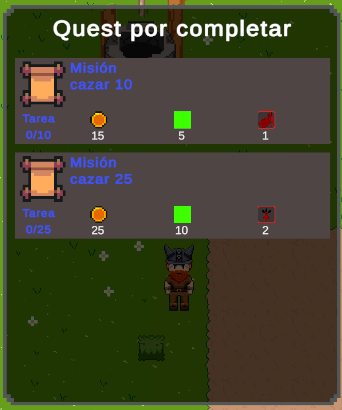 Quest por completar
Misión
cazar 10
Tarea
0/10
15
5
1
Misión
cazar 25
Tarea
0/25
25
10
2